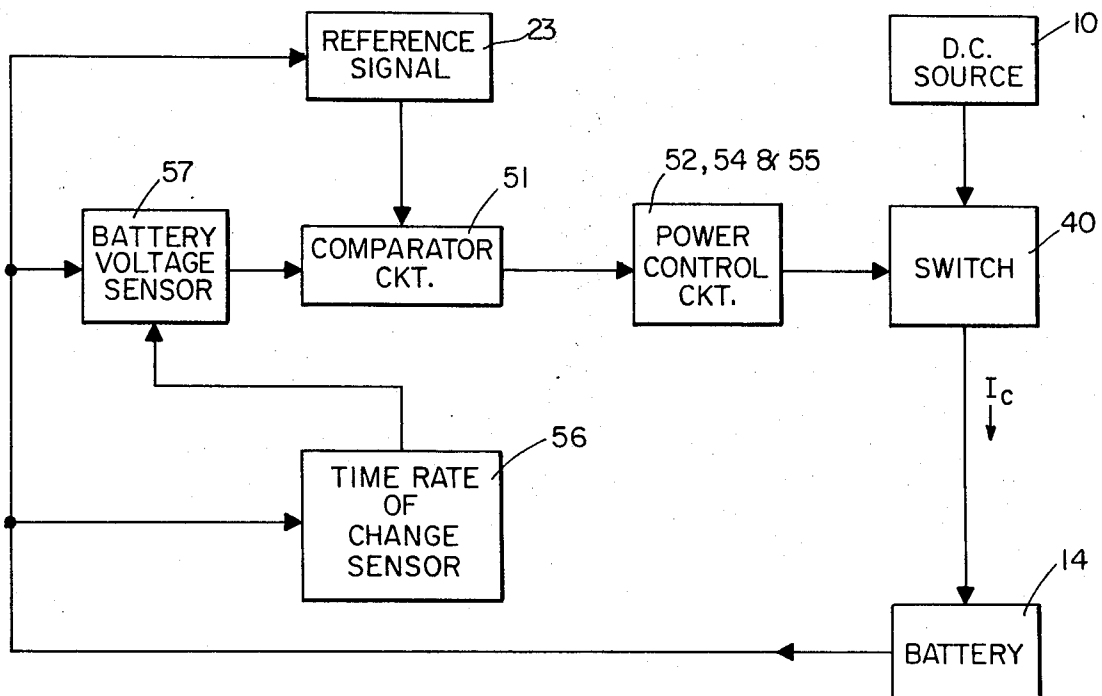 23
REFERENCE
SIGNAL
10
D.C.
SOURCE
57
BATTERY
VOLTAGE
SENSOR
51
COMPARATOR
CKT.
52, 54 & 55
POWER
CONTROL
CKT.
40
SWITCH
Ic
56
TIME RATE
OF
CHANGE
SENSOR
14
BATTERY